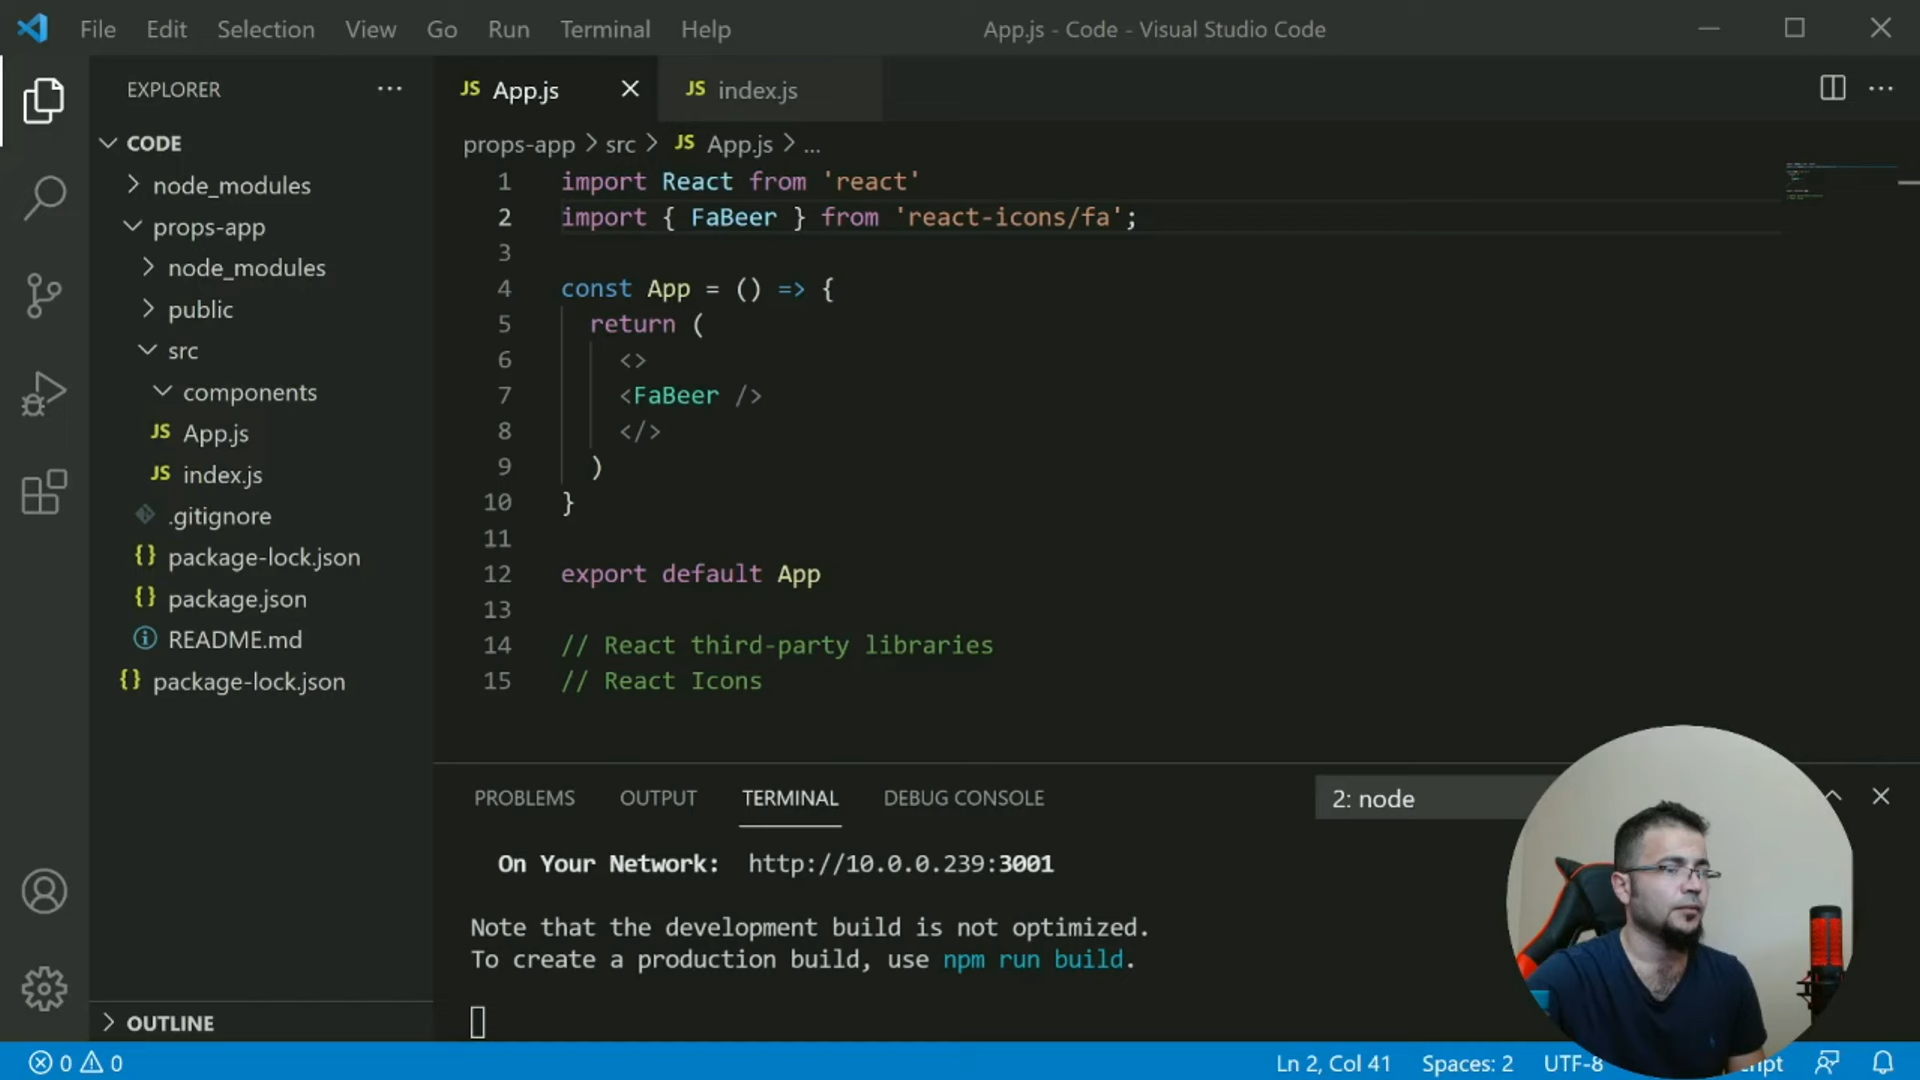 File Edit Selection View Go Run Terminal Help App.js - Code - Visual Studio Code
EXPLORER
CODE
node_modules
props-app
node_modules
public
src
components
JS App.js
JS index.js
.gitignore
{} package-lock.json
{} package.json
README.md
{} package-lock.json
OUTLINE
JS App.js JS index.js
props-app > src > JS App.js > ...
1 import React from 'react'
2 import { FaBeer } from 'react-icons/fa';
3
4 const App = () => {
5 return (
6 <>
7 <FaBeer />
8 </>
9 )
10 }
11
12 export default App
13
14 // React third-party libraries
15 // React Icons
PROBLEMS OUTPUT TERMINAL DEBUG CONSOLE 2: node
On Your Network: http://10.0.0.239:3001
Note that the development build is not optimized.
To create a production build, use npm run build.
0 0 Ln 2, Col 41 Spaces: 2 UTF-8